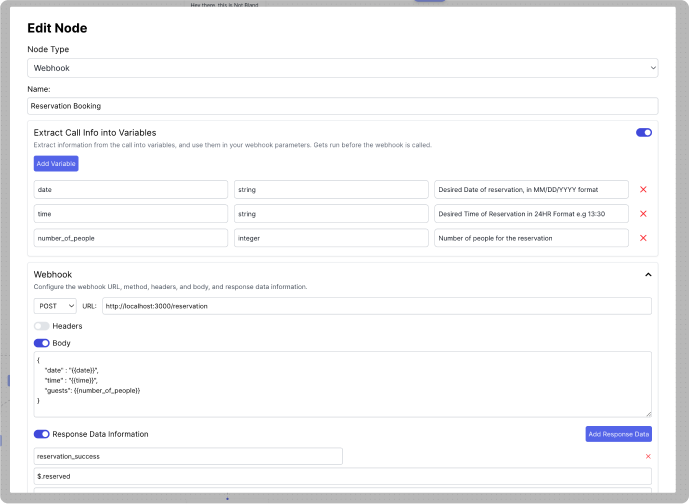 Hey there, this is Not Bland
Edit Node
Node Type
Webhook
Name:
Reservation Booking
Extract Call Info into Variables
Extract information from the call into variables, and use them in your webhook parameters. Gets run before the webhook is called.
Add Variable
date string Desired Date of reservation, in MM/DD/YYYY format
time string Desired Time of Reservation in 24HR Format e.g 13:30
number_of_people integer Number of people for the reservation
Webhook
Configure the webhook URL, method, headers, and body, and response data information.
POST URL: http://localhost:3000/reservation
Headers
Body
{
"date" : "{{date}}",
"time" : "{{time}}",
"guests": {{number_of_people}}
}
Response Data Information Add Response Data
reservation_success
$.reserved